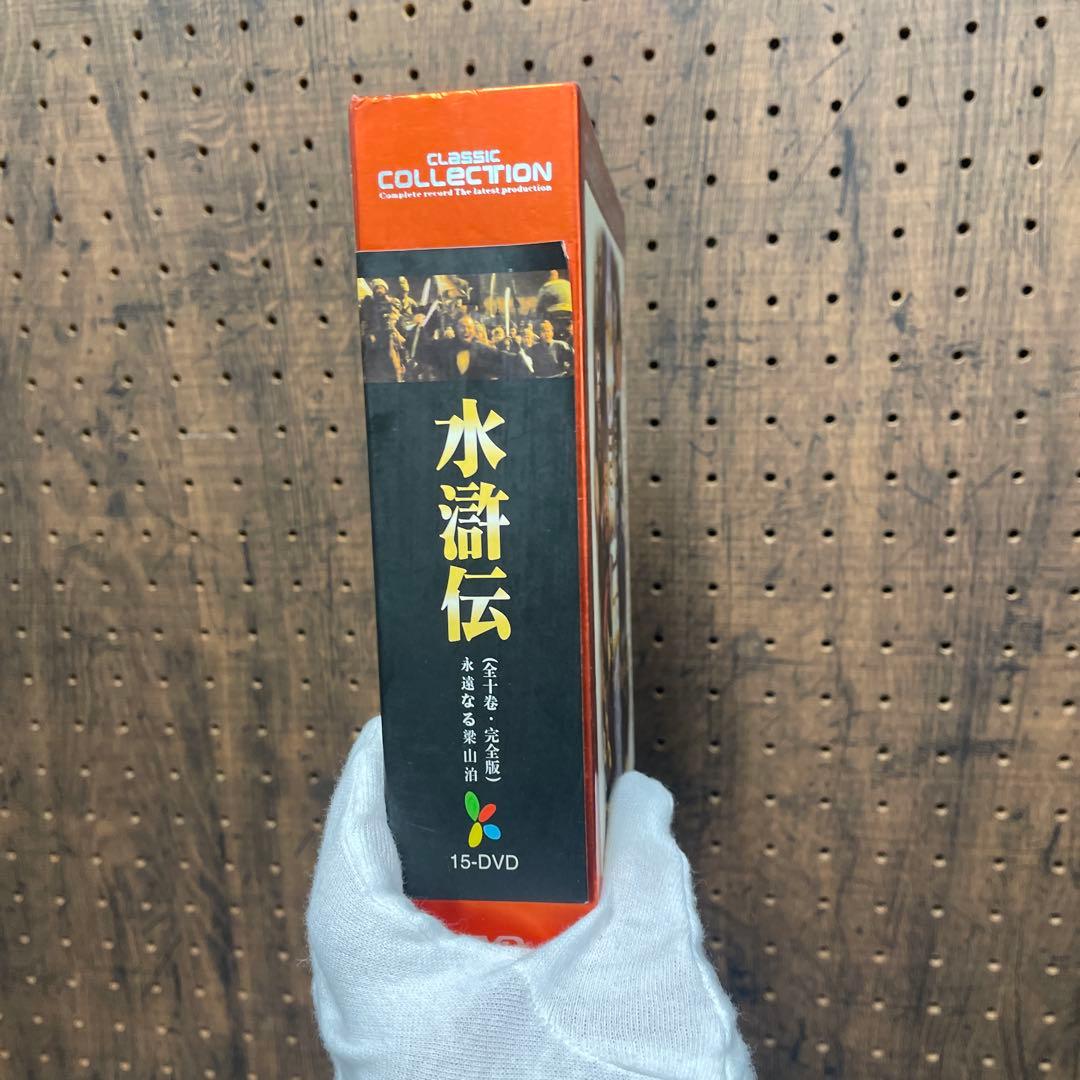 CLASSIC
COLLECTION
Complete record The latest production
水滸伝
(全十巻・完全版)
永遠なる梁山泊
15-DVD